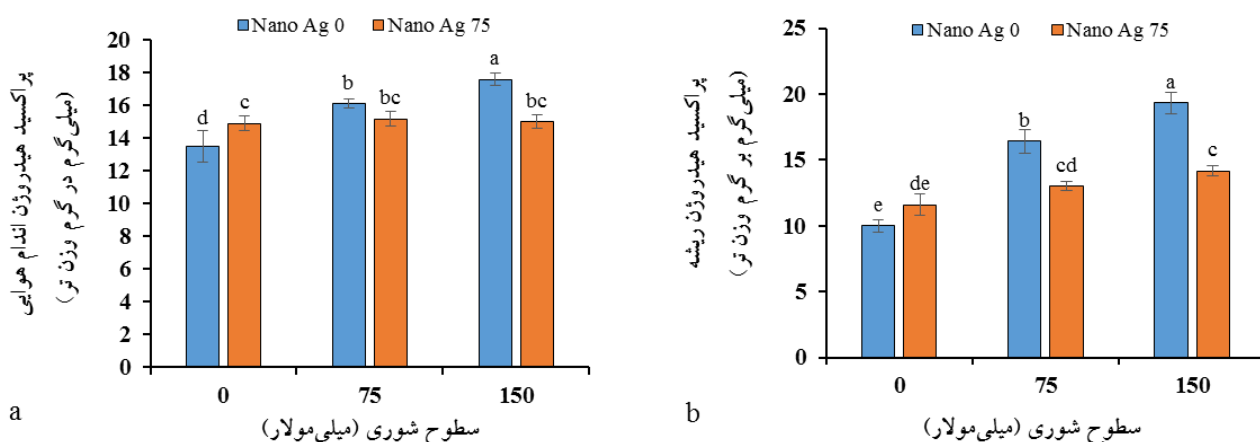 Nano Ag 0 Nano Ag 75
پراکسید هیدروژن اندام هوایی
(میلی‌گرم در گرم وزن تر)
20
18
16
14
12
10
8
6
4
2
0
d
c
b
bc
a
bc
0 75 150
سطوح شوری (میلی‌مولار)
a
Nano Ag 0 Nano Ag 75
پراکسید هیدروژن ریشه
(میلی‌گرم بر گرم وزن تر)
25
20
15
10
5
0
e
de
b
cd
a
c
0 75 150
سطوح شوری (میلی‌مولار)
b